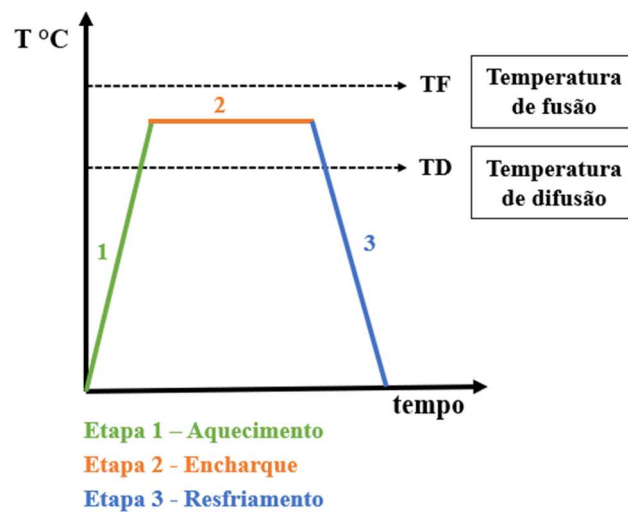 T °C
TF
Temperatura
de fusão
2
TD
Temperatura
de difusão
1
3
tempo
Etapa 1 – Aquecimento
Etapa 2 - Encharque
Etapa 3 - Resfriamento